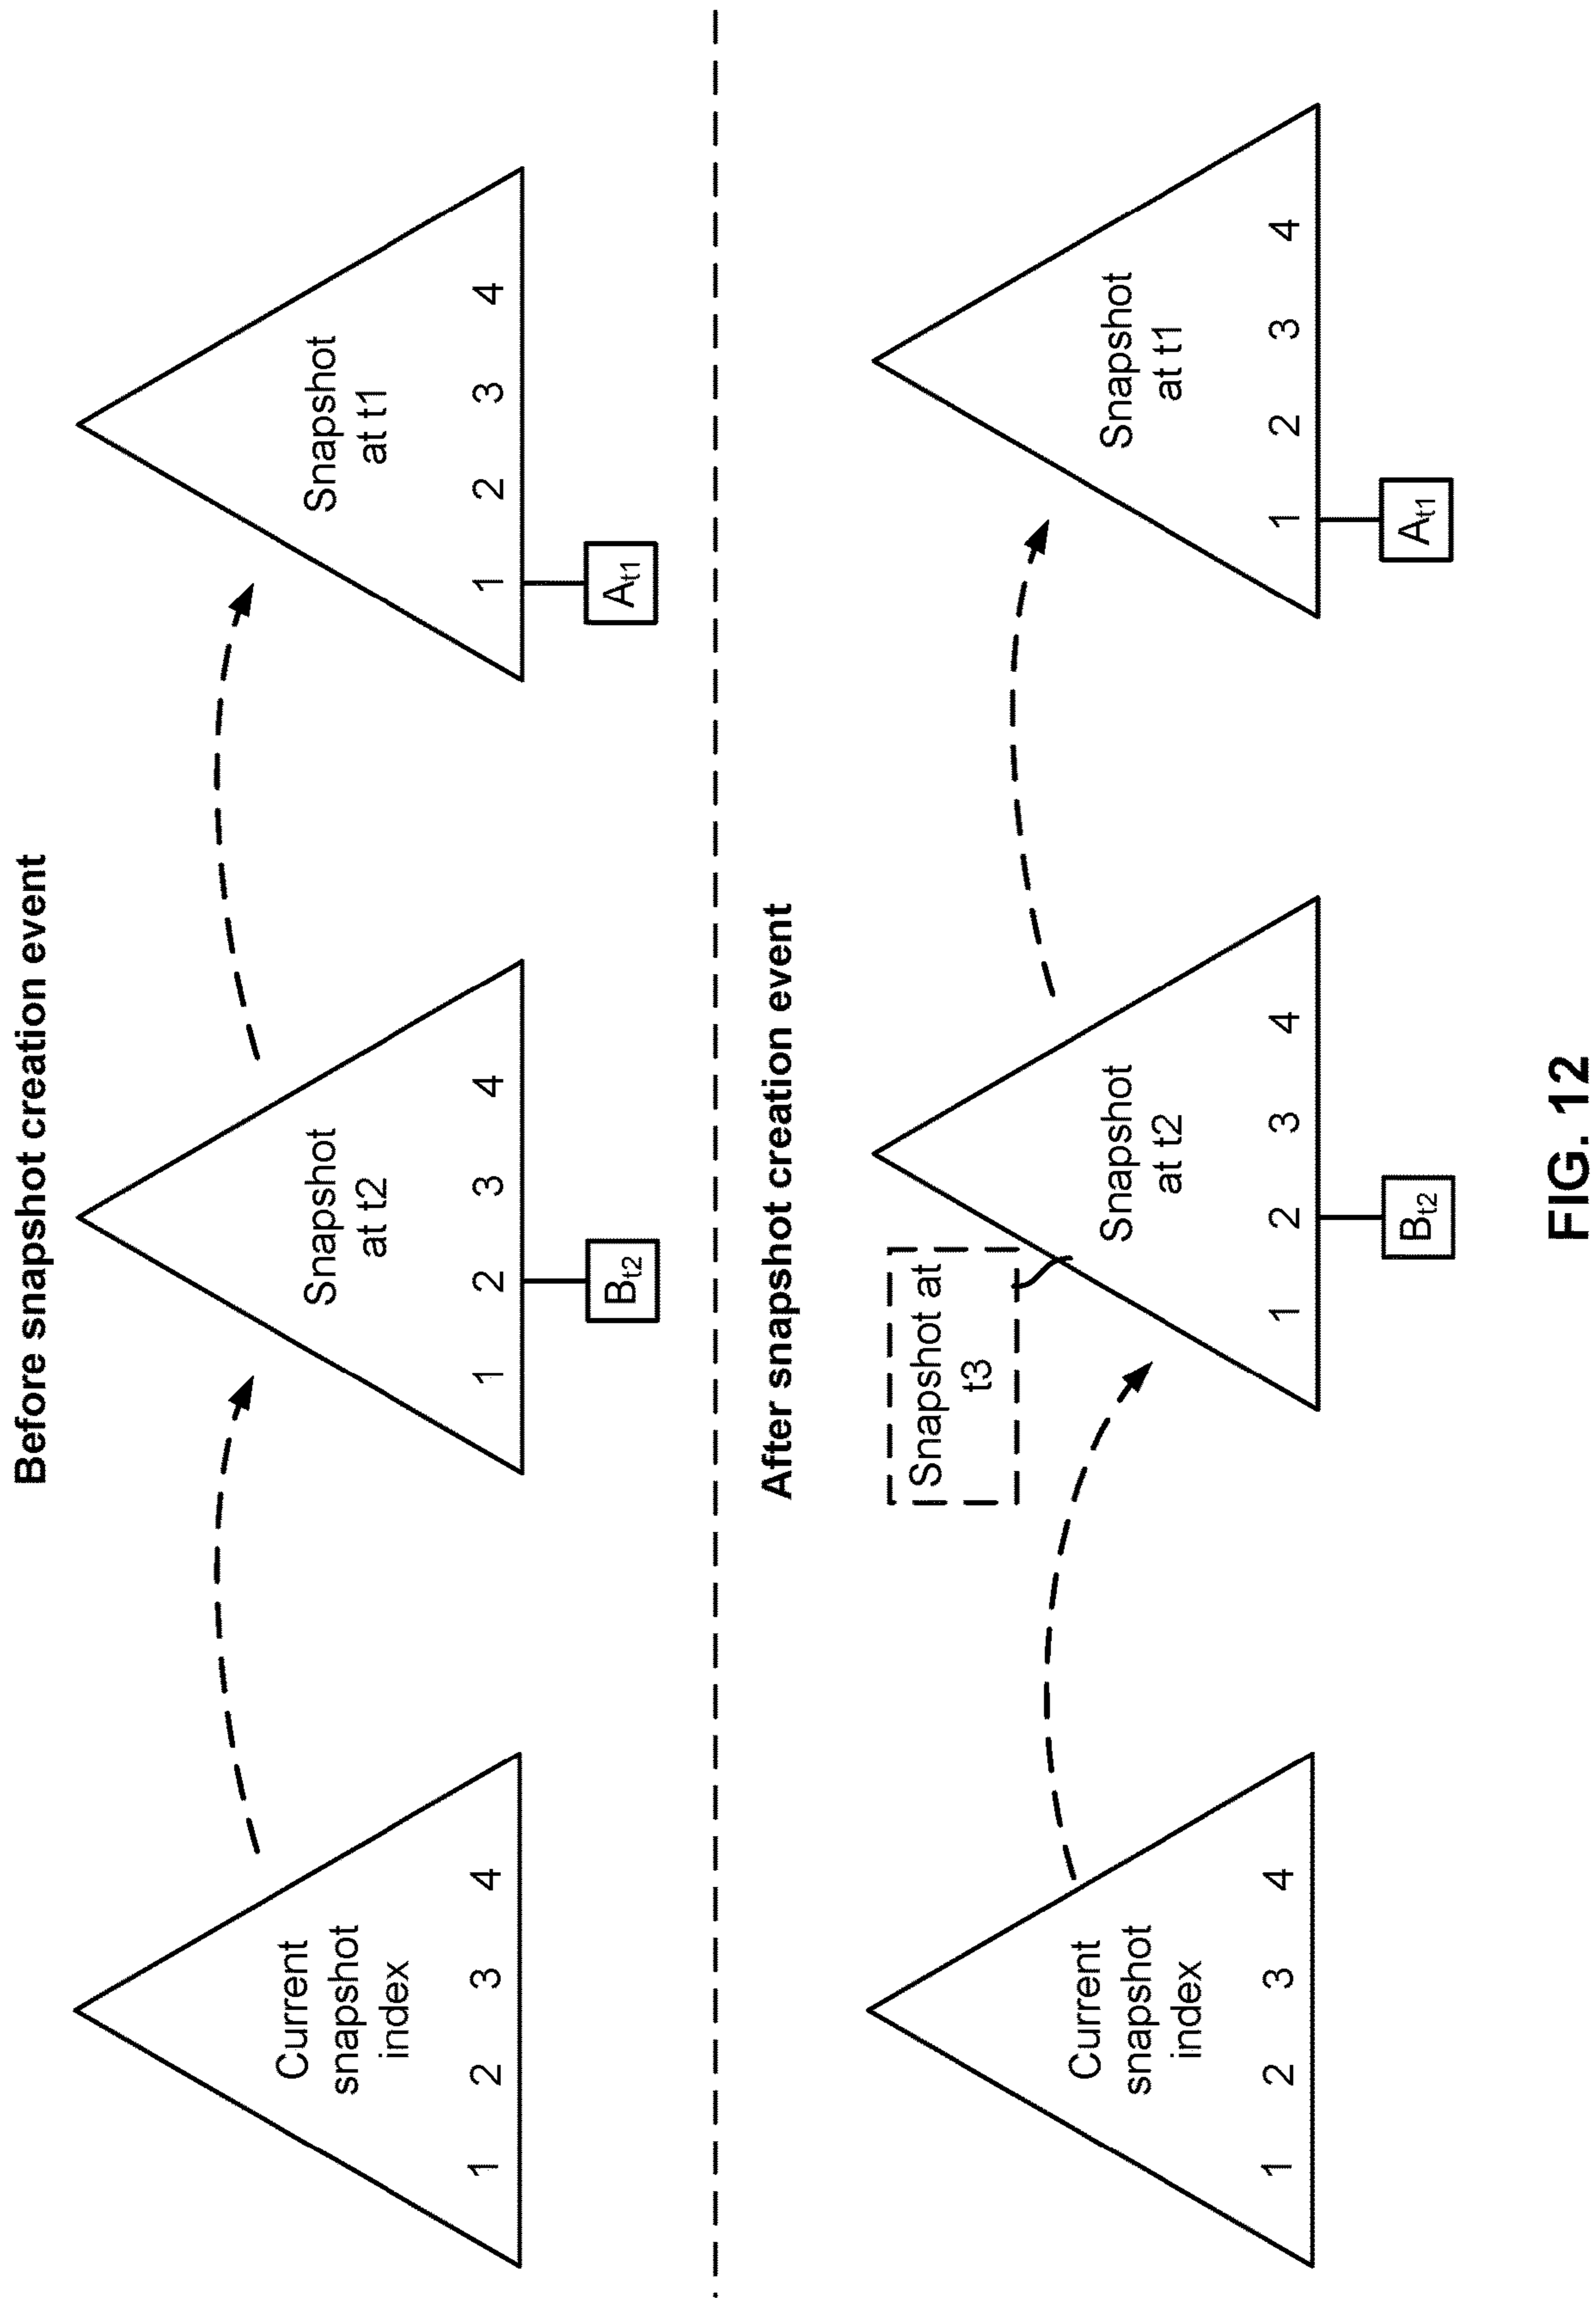 Before snapshot creation event
Current
snapshot
index
1 2 3 4
Snapshot
at t2
1 2 3 4
Bt2
Snapshot
at t1
1 2 3 4
At1
After snapshot creation event
Current
snapshot
index
1 2 3 4
Snapshot at
t3
Snapshot
at t2
1 2 3 4
Bt2
Snapshot
at t1
1 2 3 4
At1
FIG. 12